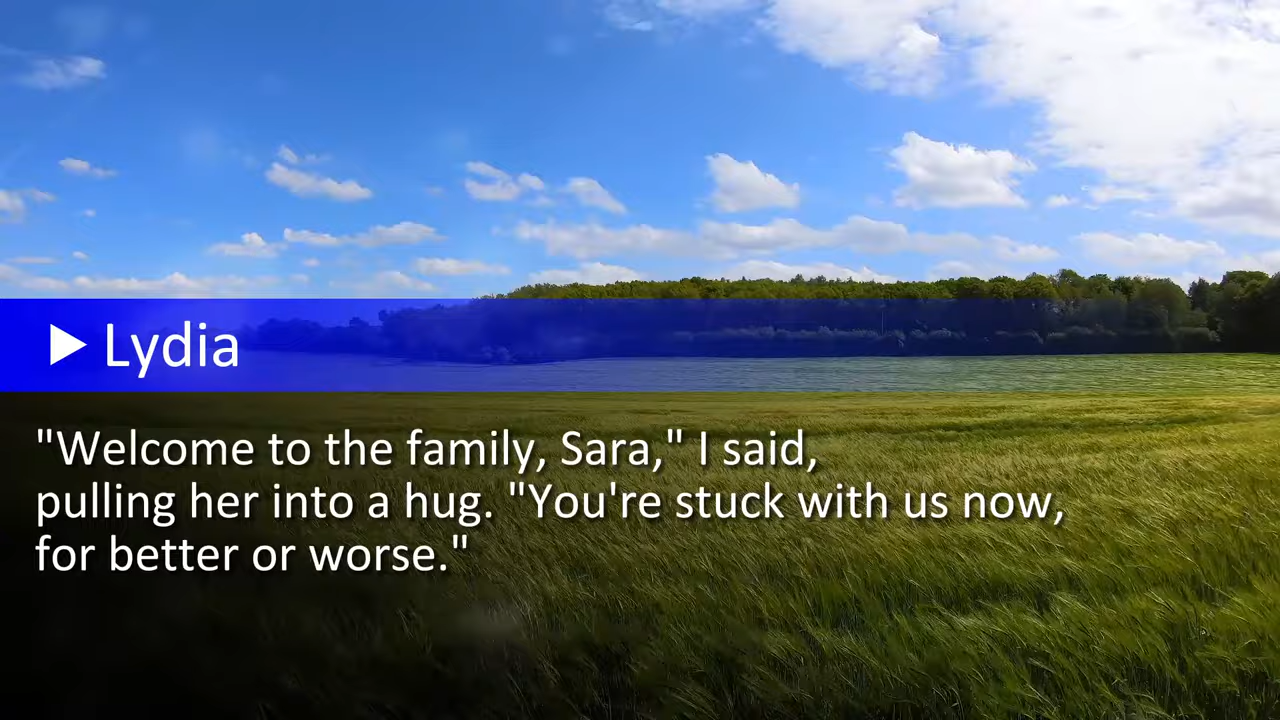 Lydia
"Welcome to the family, Sara," I said,
pulling her into a hug. "You're stuck with us now,
for better or worse."